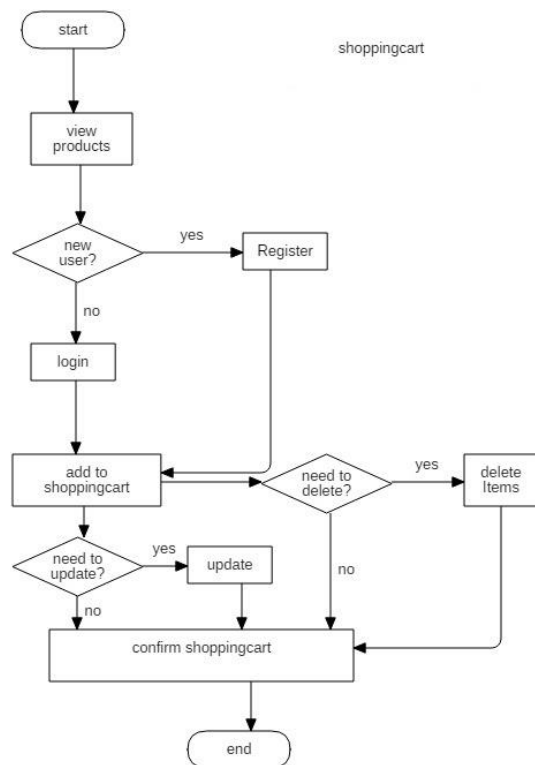 start
shoppingcart
view
products
new
user?
yes
Register
no
login
add to
shoppingcart
need to
delete?
yes
delete
Items
need to
update?
yes
update
no
no
confirm shoppingcart
end